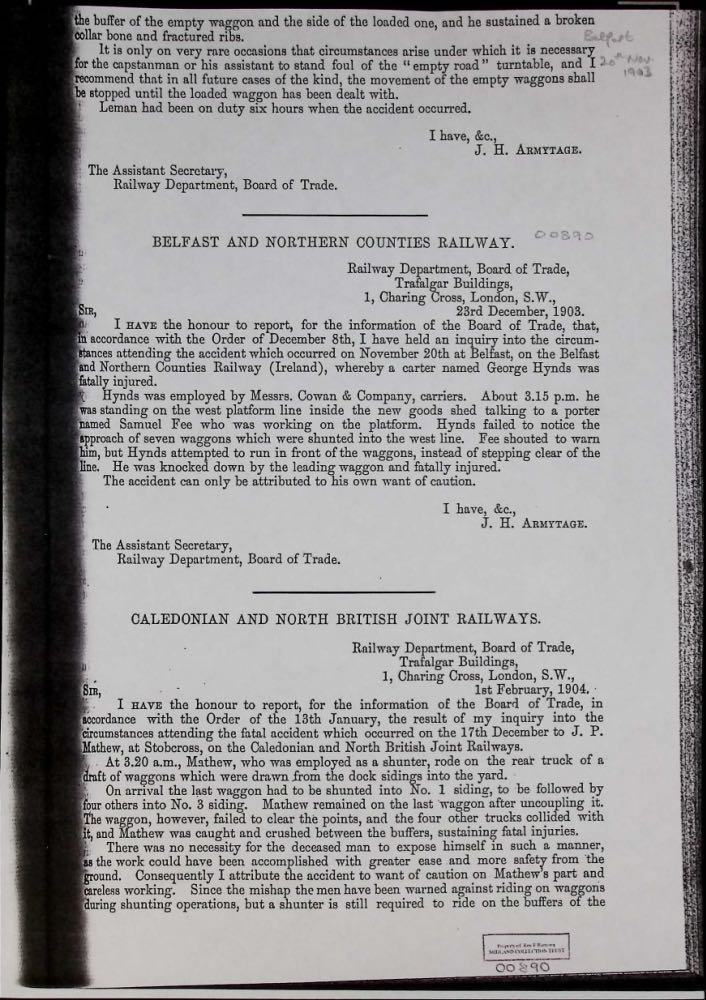 the buffer of the empty waggon and the side of the loaded one, and he sustained a broken
collar bone and fractured ribs.
Belfast
It is only on very rare occasions that circumstances arise under which it is necessary
for the capstanman or his assistant to stand foul of the "empty road" turntable, and I
20th Nov.
1903
recommend that in all future cases of the kind, the movement of the empty waggons shall
be stopped until the loaded waggon has been dealt with.
Leman had been on duty six hours when the accident occurred.
I have, &c.,
J. H. ARMYTAGE.
The Assistant Secretary,
Railway Department, Board of Trade.
BELFAST AND NORTHERN COUNTIES RAILWAY.
00890
Railway Department, Board of Trade,
Trafalgar Buildings,
1, Charing Cross, London, S.W.,
23rd December, 1903.
SIR,
I HAVE the honour to report, for the information of the Board of Trade, that,
in accordance with the Order of December 8th, I have held an inquiry into the circum-
stances attending the accident which occurred on November 20th at Belfast, on the Belfast
and Northern Counties Railway (Ireland), whereby a carter named George Hynds was
fatally injured.
Hynds was employed by Messrs. Cowan & Company, carriers. About 3.15 p.m. he
was standing on the west platform line inside the new goods shed talking to a porter
named Samuel Fee who was working on the platform. Hynds failed to notice the
approach of seven waggons which were shunted into the west line. Fee shouted to warn
him, but Hynds attempted to run in front of the waggons, instead of stepping clear of the
line. He was knocked down by the leading waggon and fatally injured.
The accident can only be attributed to his own want of caution.
I have, &c.,
J. H. ARMYTAGE.
The Assistant Secretary,
Railway Department, Board of Trade.
CALEDONIAN AND NORTH BRITISH JOINT RAILWAYS.
Railway Department, Board of Trade,
Trafalgar Buildings,
1, Charing Cross, London, S.W.,
1st February, 1904.
SIR,
I HAVE the honour to report, for the information of the Board of Trade, in
accordance with the Order of the 13th January, the result of my inquiry into the
circumstances attending the fatal accident which occurred on the 17th December to J. P.
Mathew, at Stobcross, on the Caledonian and North British Joint Railways.
At 3.20 a.m., Mathew, who was employed as a shunter, rode on the rear truck of a
draft of waggons which were drawn from the dock sidings into the yard.
On arrival the last waggon had to be shunted into No. 1 siding, to be followed by
four others into No. 3 siding. Mathew remained on the last waggon after uncoupling it.
The waggon, however, failed to clear the points, and the four other trucks collided with
it, and Mathew was caught and crushed between the buffers, sustaining fatal injuries.
There was no necessity for the deceased man to expose himself in such a manner,
as the work could have been accomplished with greater ease and more safety from the
ground. Consequently I attribute the accident to want of caution on Mathew's part and
careless working. Since the mishap the men have been warned against riding on waggons
during shunting operations, but a shunter is still required to ride on the buffers of the
Property of
MIDLAND COLLECTION TRUST
00890